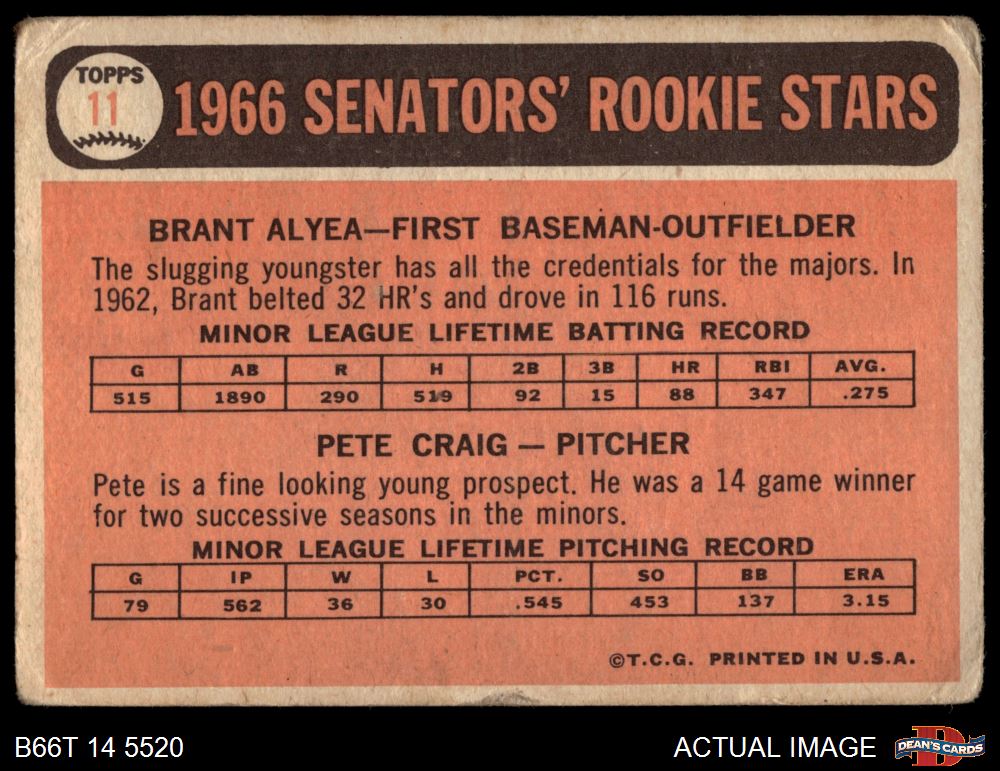 TOPPS
11
1966 SENATORS' ROOKIE STARS
BRANT ALYEA—FIRST BASEMAN-OUTFIELDER
The slugging youngster has all the credentials for the majors. In
1962, Brant belted 32 HR's and drove in 116 runs.
MINOR LEAGUE LIFETIME BATTING RECORD
G AB R H 2B 3B HR RBI AVG.
515 1890 290 519 92 15 88 347 .275
PETE CRAIG — PITCHER
Pete is a fine looking young prospect. He was a 14 game winner
for two successive seasons in the minors.
MINOR LEAGUE LIFETIME PITCHING RECORD
G IP W L PCT. SO BB ERA
79 562 36 30 .545 453 137 3.15
©T.C.G. PRINTED IN U.S.A.
B66T 14 5520
ACTUAL IMAGE
D
DEAN'S CARDS